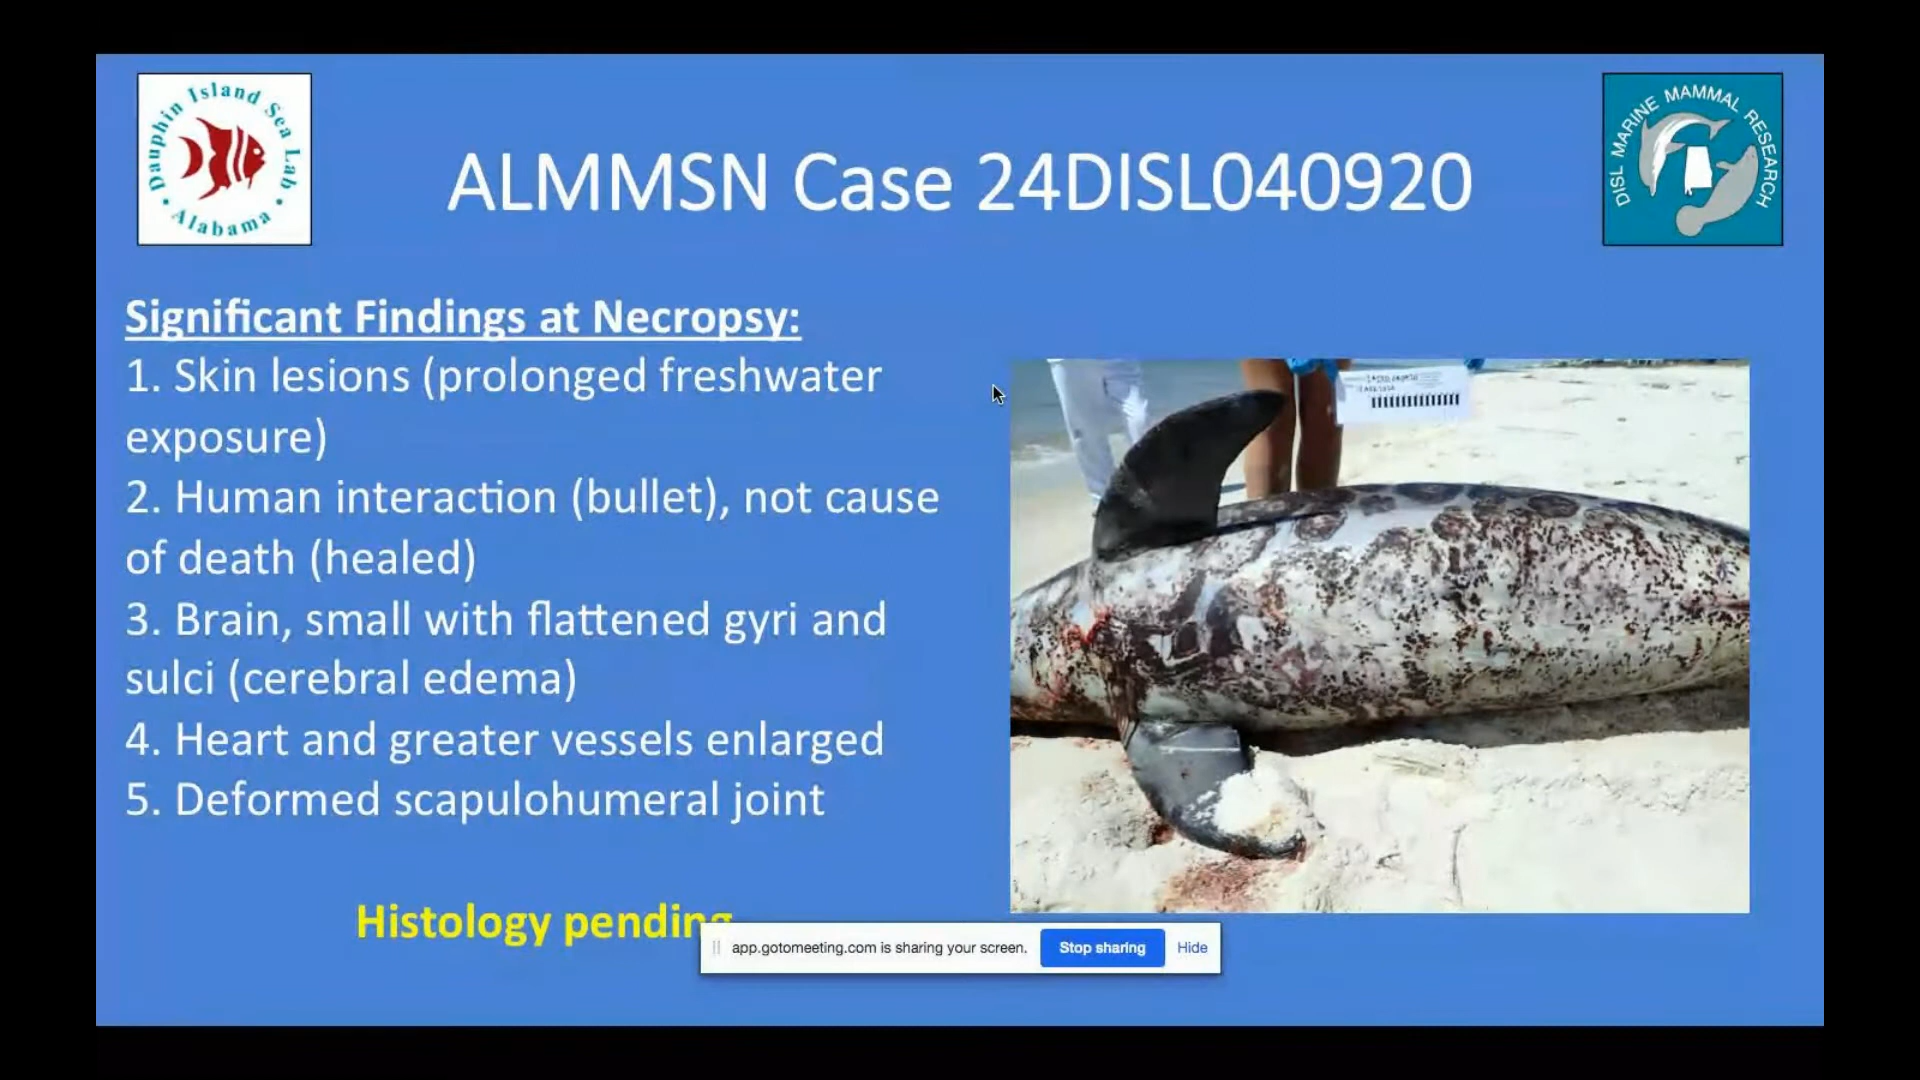 Dauphin Island Sea Lab
• Alabama •
DISL MARINE MAMMAL RESEARCH
ALMMSN Case 24DISL040920
Significant Findings at Necropsy:
1. Skin lesions (prolonged freshwater
exposure)
2. Human interaction (bullet), not cause
of death (healed)
3. Brain, small with flattened gyri and
sulci (cerebral edema)
4. Heart and greater vessels enlarged
5. Deformed scapulohumeral joint
Histology pending
app.gotomeeting.com is sharing your screen.
Stop sharing
Hide